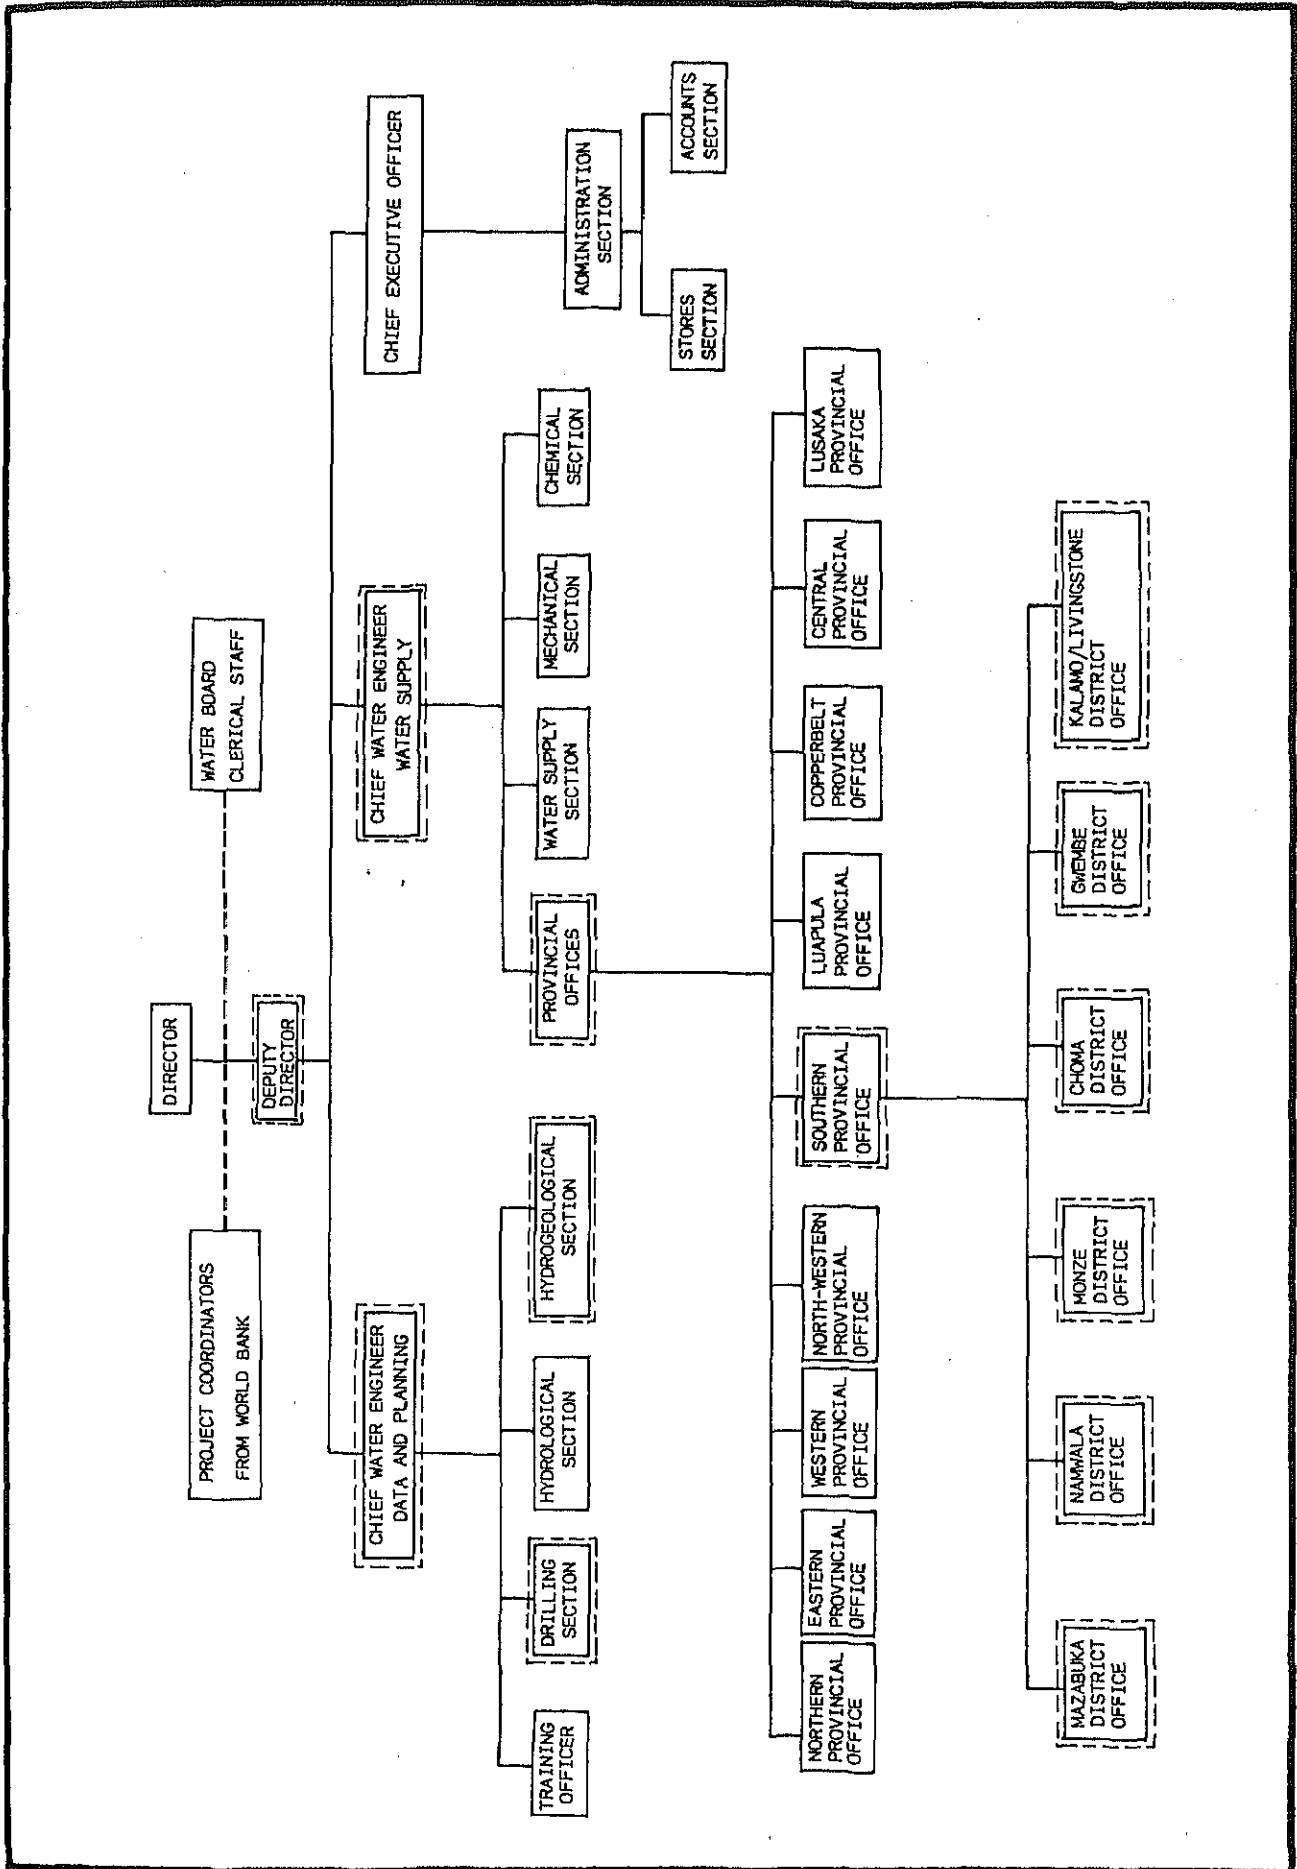 DIRECTOR
PROJECT COORDINATORS
FROM WORLD BANK
WATER BOARD
CLERICAL STAFF
DEPUTY
DIRECTOR
CHIEF WATER ENGINEER
DATA AND PLANNING
CHIEF WATER ENGINEER
WATER SUPPLY
CHIEF EXECUTIVE OFFICER
TRAINING
OFFICER
DRILLING
SECTION
HYDROLOGICAL
SECTION
HYDROGEOLOGICAL
SECTION
PROVINCIAL
OFFICES
WATER SUPPLY
SECTION
MECHANICAL
SECTION
CHEMICAL
SECTION
ADMINISTRATION
SECTION
STORES
SECTION
ACCOUNTS
SECTION
NORTHERN
PROVINCIAL
OFFICE
EASTERN
PROVINCIAL
OFFICE
WESTERN
PROVINCIAL
OFFICE
NORTH-WESTERN
PROVINCIAL
OFFICE
SOUTHERN
PROVINCIAL
OFFICE
LUAPULA
PROVINCIAL
OFFICE
COPPERBELT
PROVINCIAL
OFFICE
CENTRAL
PROVINCIAL
OFFICE
LUSAKA
PROVINCIAL
OFFICE
MAZABUKA
DISTRICT
OFFICE
NAMWALA
DISTRICT
OFFICE
MONZE
DISTRICT
OFFICE
CHOMA
DISTRICT
OFFICE
GWEMBE
DISTRICT
OFFICE
KALAMO/LIVINGSTONE
DISTRICT
OFFICE